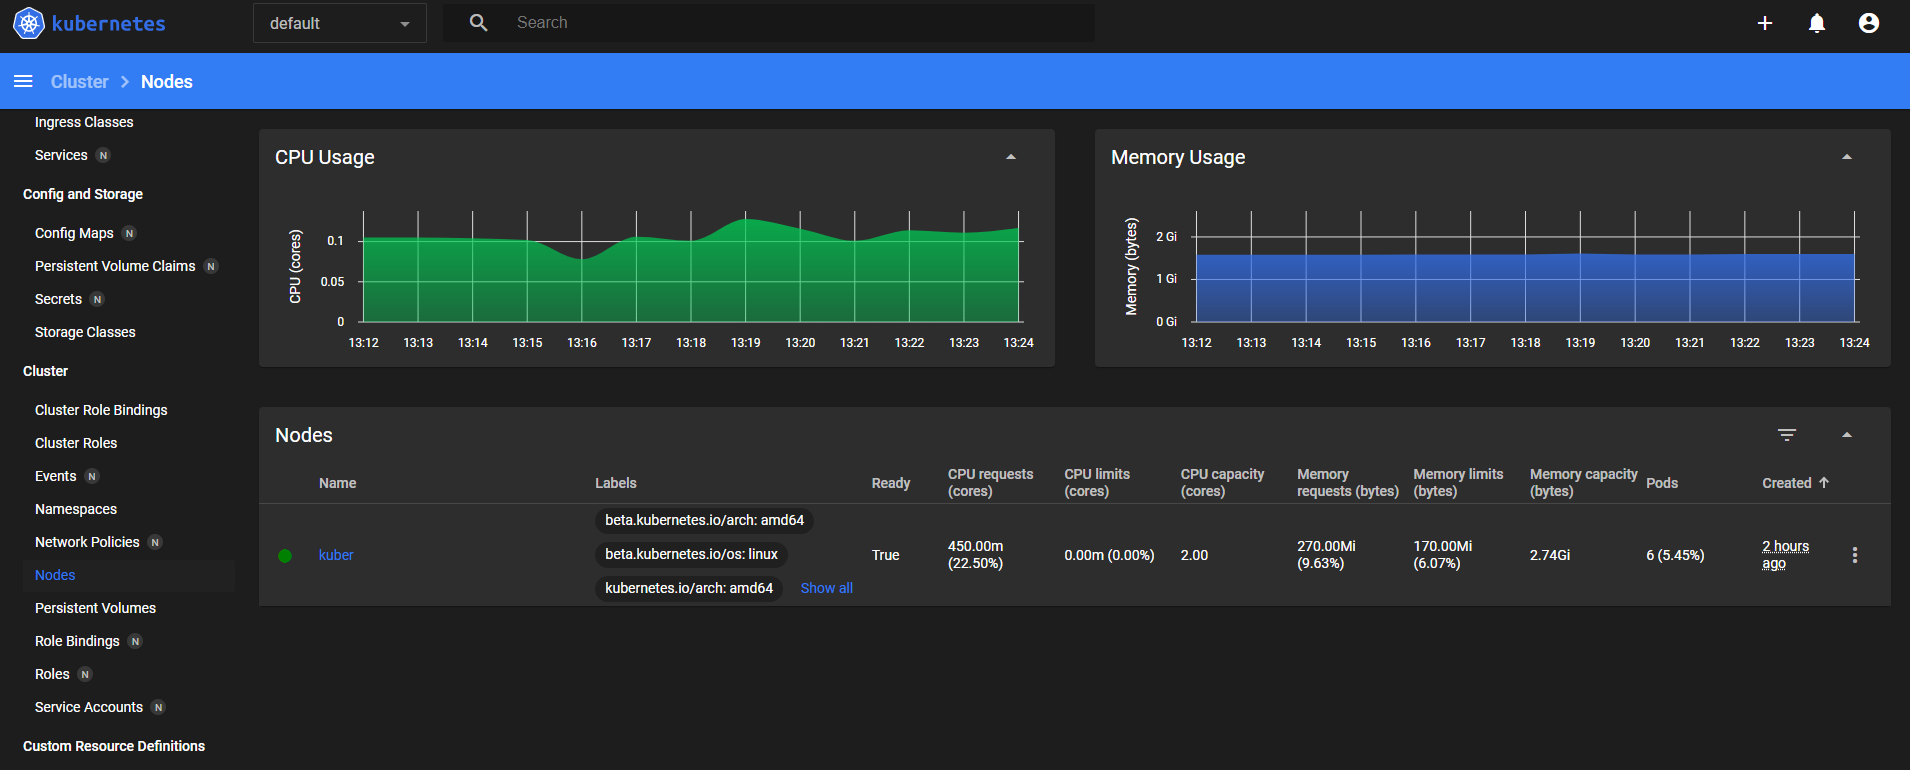 kubernetes
default
Search
Cluster
Nodes
Ingress Classes
Services N
Config and Storage
Config Maps N
Persistent Volume Claims N
Secrets N
Storage Classes
Cluster
Cluster Role Bindings
Cluster Roles
Events N
Namespaces
Network Policies N
Nodes
Persistent Volumes
Role Bindings N
Roles N
Service Accounts N
Custom Resource Definitions
CPU Usage
CPU (cores)
0.1
0.05
0
13:12 13:13 13:14 13:15 13:16 13:17 13:18 13:19 13:20 13:21 13:22 13:23 13:24
Memory Usage
Memory (bytes)
2 Gi
1 Gi
0 Gi
13:12 13:13 13:14 13:15 13:16 13:17 13:18 13:19 13:20 13:21 13:22 13:23 13:24
Nodes
Name
Labels
Ready
CPU requests
(cores)
CPU limits
(cores)
CPU capacity
(cores)
Memory
requests (bytes)
Memory limits
(bytes)
Memory capacity
(bytes)
Pods
Created
kuber
beta.kubernetes.io/arch: amd64
beta.kubernetes.io/os: linux
kubernetes.io/arch: amd64
Show all
True
450.00m
(22.50%)
0.00m (0.00%)
2.00
270.00Mi
(9.63%)
170.00Mi
(6.07%)
2.74Gi
6 (5.45%)
2 hours
ago